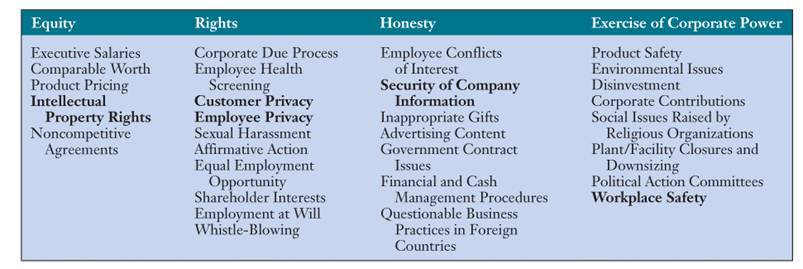 Equity
Executive Salaries
Comparable Worth
Product Pricing
Intellectual
Property Rights
Noncompetitive
Agreements
Rights
Corporate Due Process
Employee Health
Screening
Customer Privacy
Employee Privacy
Sexual Harassment
Affirmative Action
Equal Employment
Opportunity
Shareholder Interests
Employment at Will
Whistle-Blowing
Honesty
Employee Conflicts
of Interest
Security of Company
Information
Inappropriate Gifts
Advertising Content
Government Contract
Issues
Financial and Cash
Management Procedures
Questionable Business
Practices in Foreign
Countries
Exercise of Corporate Power
Product Safety
Environmental Issues
Disinvestment
Corporate Contributions
Social Issues Raised by
Religious Organizations
Plant/Facility Closures and
Downsizing
Political Action Committees
Workplace Safety